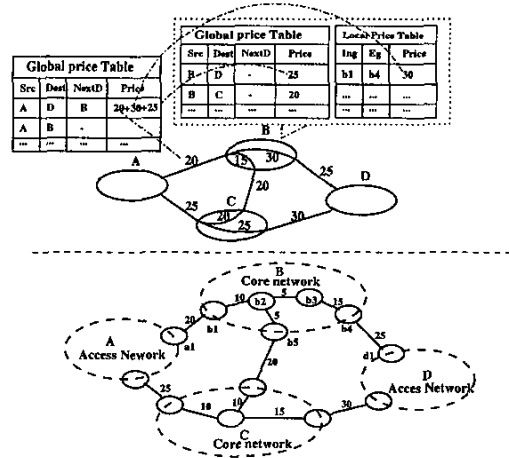 Global price Table
Src Dest NextD Price
B D - 25
B C - 20
... ... ... ...
Local Price Table
Ing Eg Price
b1 b4 30
... ... ...
... ... ...
Global price Table
Src Dest NextD Price
A D B 20+30+25
A B -
... ... ... ...
B
A
20
15
30
25
20
D
C
25
20
25
30
B
Core network
10
b2
5
b3
15
b1
b4
20
5
b5
25
A
Access Nework
a1
d1
D
Acces Network
20
25
10
10
15
30
C
Core network